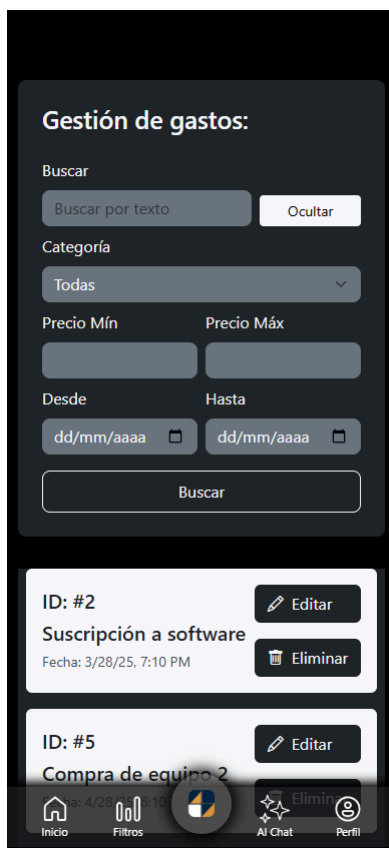 Gestión de gastos:
Buscar
Buscar por texto
Ocultar
Categoría
Todas
Precio Mín Precio Máx
Desde Hasta
dd/mm/aaaa dd/mm/aaaa
Buscar
ID: #2
Editar
Suscripción a software
Fecha: 3/28/25, 7:10 PM
Eliminar
ID: #5
Editar
Compra de equipo 2
Eliminar
Inicio Filtros AI Chat Perfil